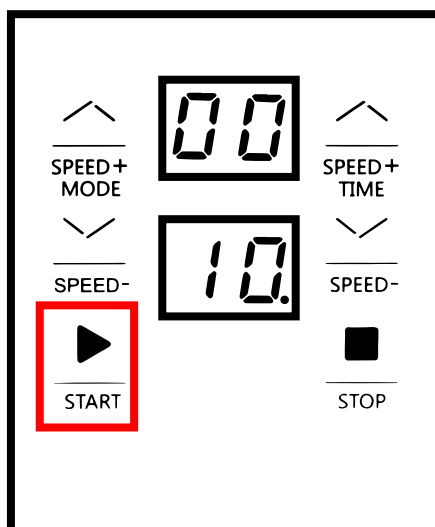 00
SPEED+
MODE
SPEED+
TIME
10.
SPEED-
SPEED-
START
STOP